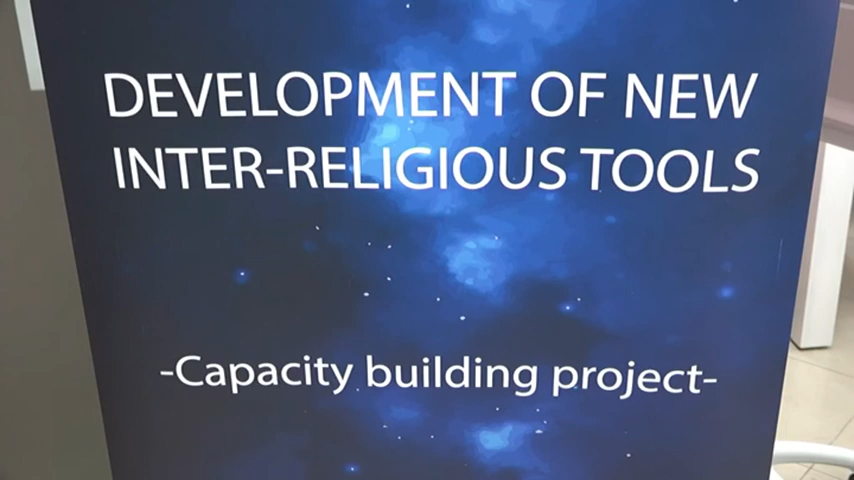 DEVELOPMENT OF NEW
INTER-RELIGIOUS TOOLS
-Capacity building project-